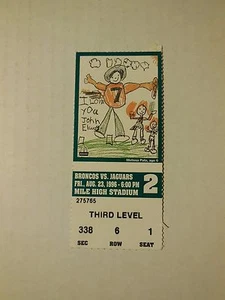 7
I Love
you
John
Elway
BRONCOS VS. JAGUARS
FRI., AUG. 23, 1996 - 6:00 PM
MILE HIGH STADIUM
2
275765
THIRD LEVEL
338 6 1
SEC ROW SEAT